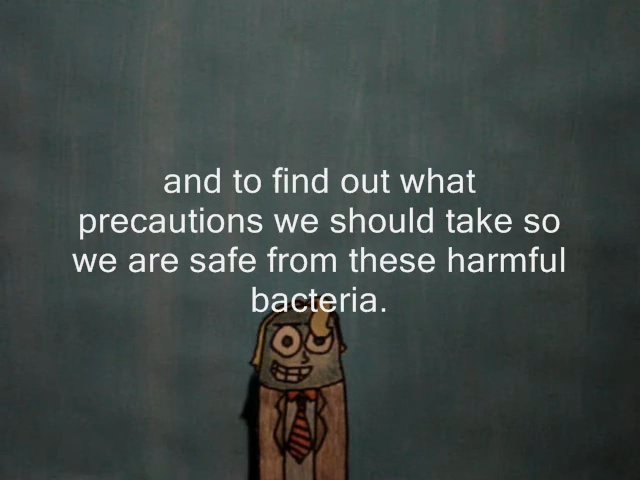 and to find out what
precautions we should take so
we are safe from these harmful
bacteria.